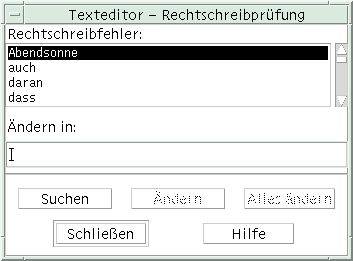 Texteditor – Rechtschreibprüfung
Rechtschreibfehler:
Abendsonne
auch
daran
dass
Ändern in:
Suchen Ändern Alles ändern
Schließen Hilfe